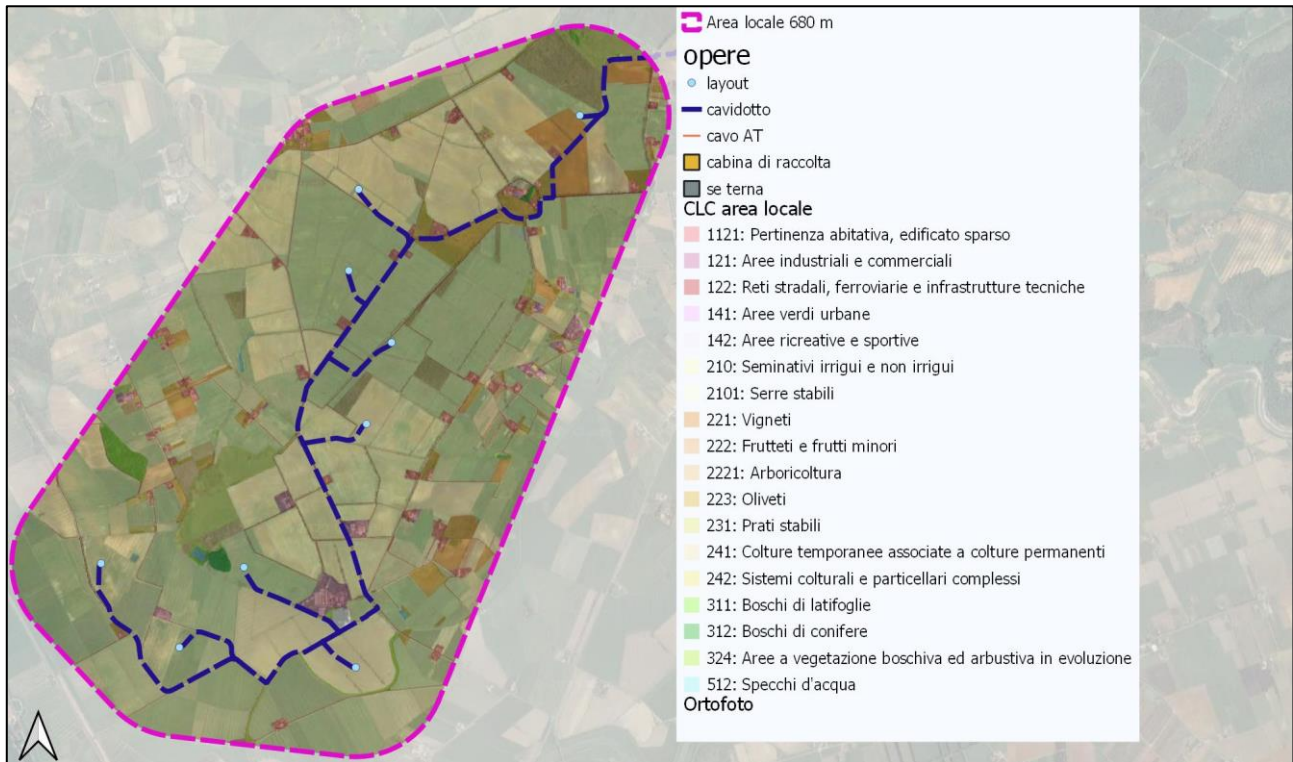 Area locale 680 m
opere
layout
cavidotto
cavo AT
cabina di raccolta
se terna
CLC area locale
1121: Pertinenza abitativa, edificato sparso
121: Aree industriali e commerciali
122: Reti stradali, ferroviarie e infrastrutture tecniche
141: Aree verdi urbane
142: Aree ricreative e sportive
210: Seminativi irrigui e non irrigui
2101: Serre stabili
221: Vigneti
222: Frutteti e frutti minori
2221: Arboricoltura
223: Oliveti
231: Prati stabili
241: Colture temporanee associate a colture permanenti
242: Sistemi colturali e particellari complessi
311: Boschi di latifoglie
312: Boschi di conifere
324: Aree a vegetazione boschiva ed arbustiva in evoluzione
512: Specchi d'acqua
Ortofoto